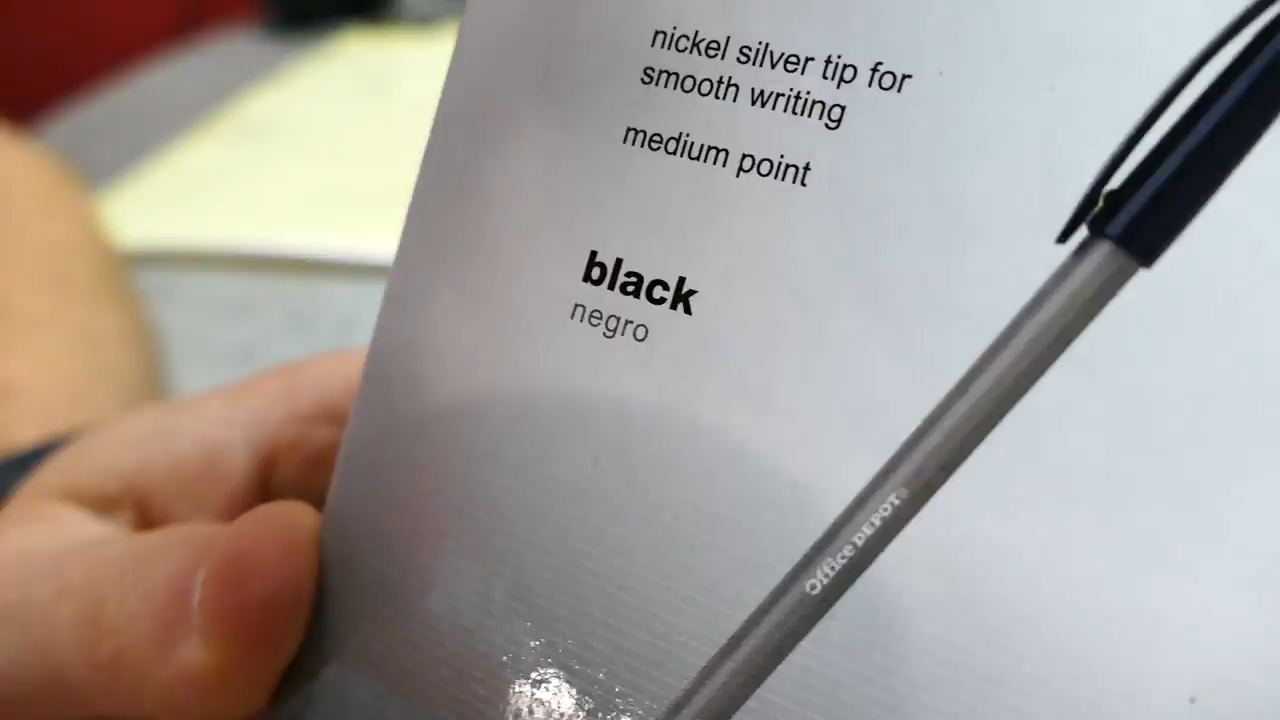 nickel silver tip for
smooth writing
medium point
black
negro
Office DEPOT®